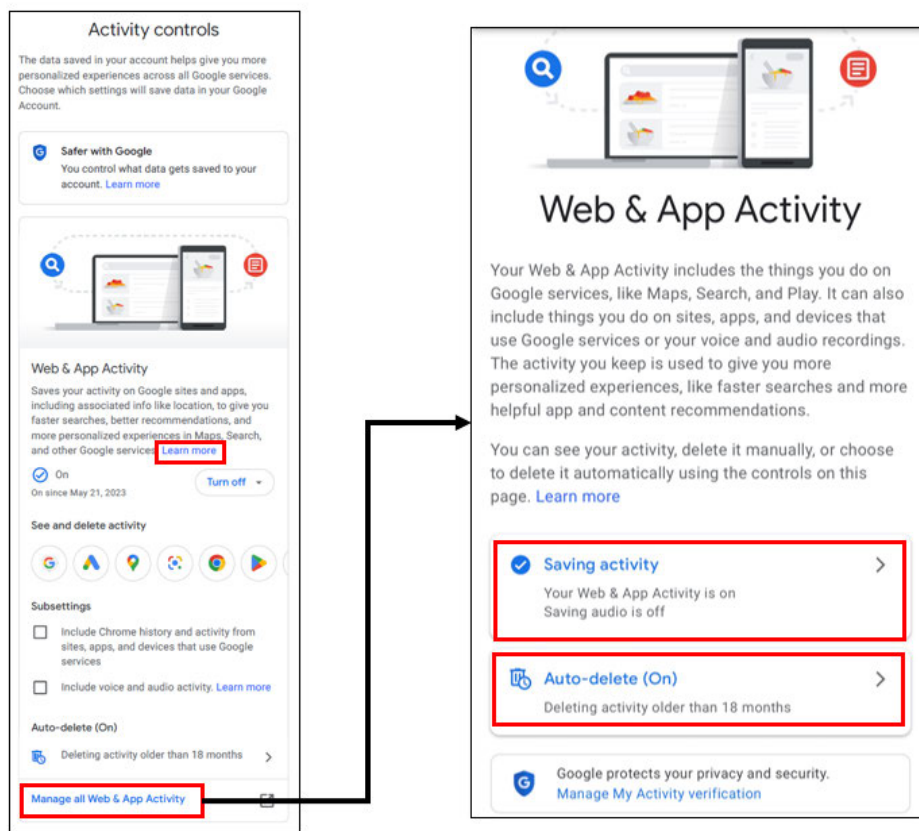 Activity controls
The data saved in your account helps give you more
personalized experiences across all Google services.
Choose which settings will save data in your Google
Account.
Safer with Google
You control what data gets saved to your
account. Learn more
Web & App Activity
Saves your activity on Google sites and apps,
including associated info like location, to give you
faster searches, better recommendations, and
more personalized experiences in Maps, Search,
and other Google services. Learn more
On
Turn off
On since May 21, 2023
See and delete activity
Subsettings
Include Chrome history and activity from
sites, apps, and devices that use Google
services
Include voice and audio activity. Learn more
Auto-delete (On)
Deleting activity older than 18 months
Manage all Web & App Activity
Web & App Activity
Your Web & App Activity includes the things you do on
Google services, like Maps, Search, and Play. It can also
include things you do on sites, apps, and devices that
use Google services or your voice and audio recordings.
The activity you keep is used to give you more
personalized experiences, like faster searches and more
helpful app and content recommendations.
You can see your activity, delete it manually, or choose
to delete it automatically using the controls on this
page. Learn more
Saving activity
Your Web & App Activity is on
Saving audio is off
Auto-delete (On)
Deleting activity older than 18 months
Google protects your privacy and security.
Manage My Activity verification